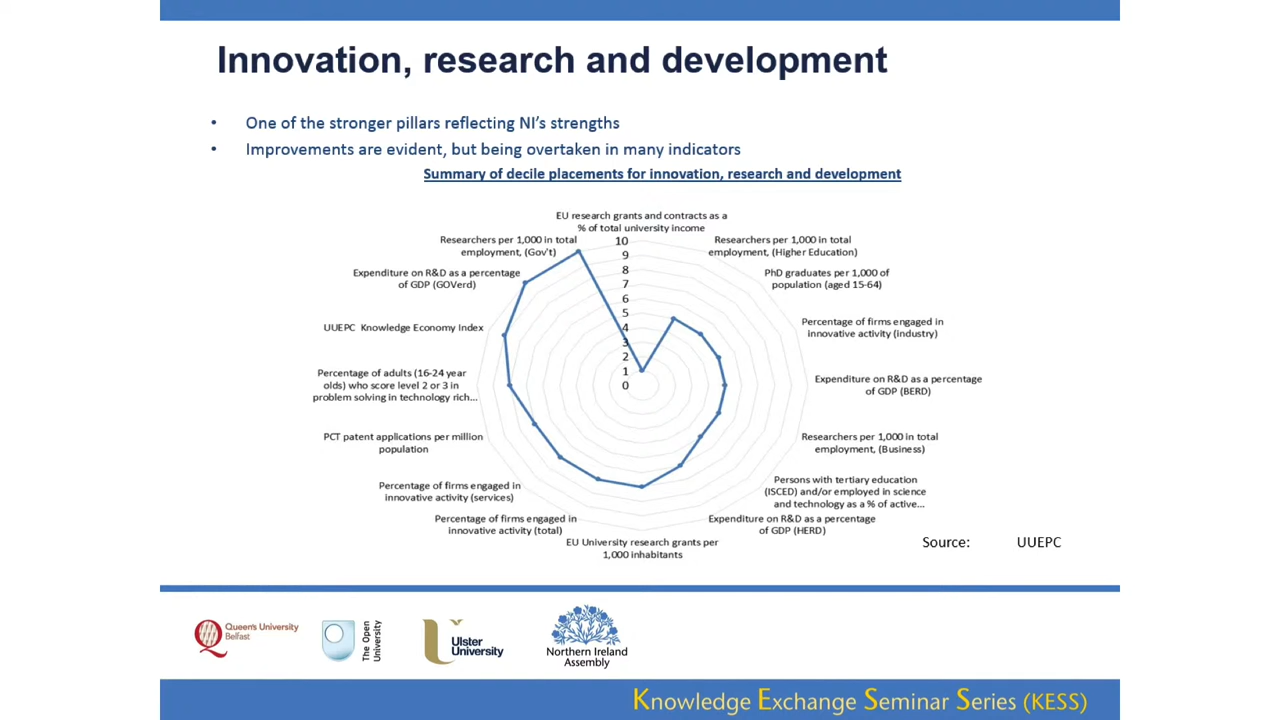 Innovation, research and development
• One of the stronger pillars reflecting NI's strengths
• Improvements are evident, but being overtaken in many indicators
Summary of decile placements for innovation, research and development
EU research grants and contracts as a
% of total university income
Researchers per 1,000 in total
employment, (Higher Education)
PhD graduates per 1,000 of
population (aged 15-64)
Percentage of firms engaged in
innovative activity (industry)
Expenditure on R&D as a percentage
of GDP (BERD)
Researchers per 1,000 in total
employment, (Business)
Persons with tertiary education
(ISCED) and/or employed in science
and technology as a % of active...
Expenditure on R&D as a percentage
of GDP (HERD)
EU University research grants per
1,000 inhabitants
Percentage of firms engaged in
innovative activity (total)
Percentage of firms engaged in
innovative activity (services)
PCT patent applications per million
population
Percentage of adults (16-24 year
olds) who score level 2 or 3 in
problem solving in technology rich...
UUEPC Knowledge Economy Index
Expenditure on R&D as a percentage
of GDP (GOVerd)
Researchers per 1,000 in total
employment, (Gov't)
10
9
8
7
6
5
4
3
2
1
0
Source: UUEPC
Queen's University
Belfast
The Open
University
Ulster
University
Northern Ireland
Assembly
Knowledge Exchange Seminar Series (KESS)